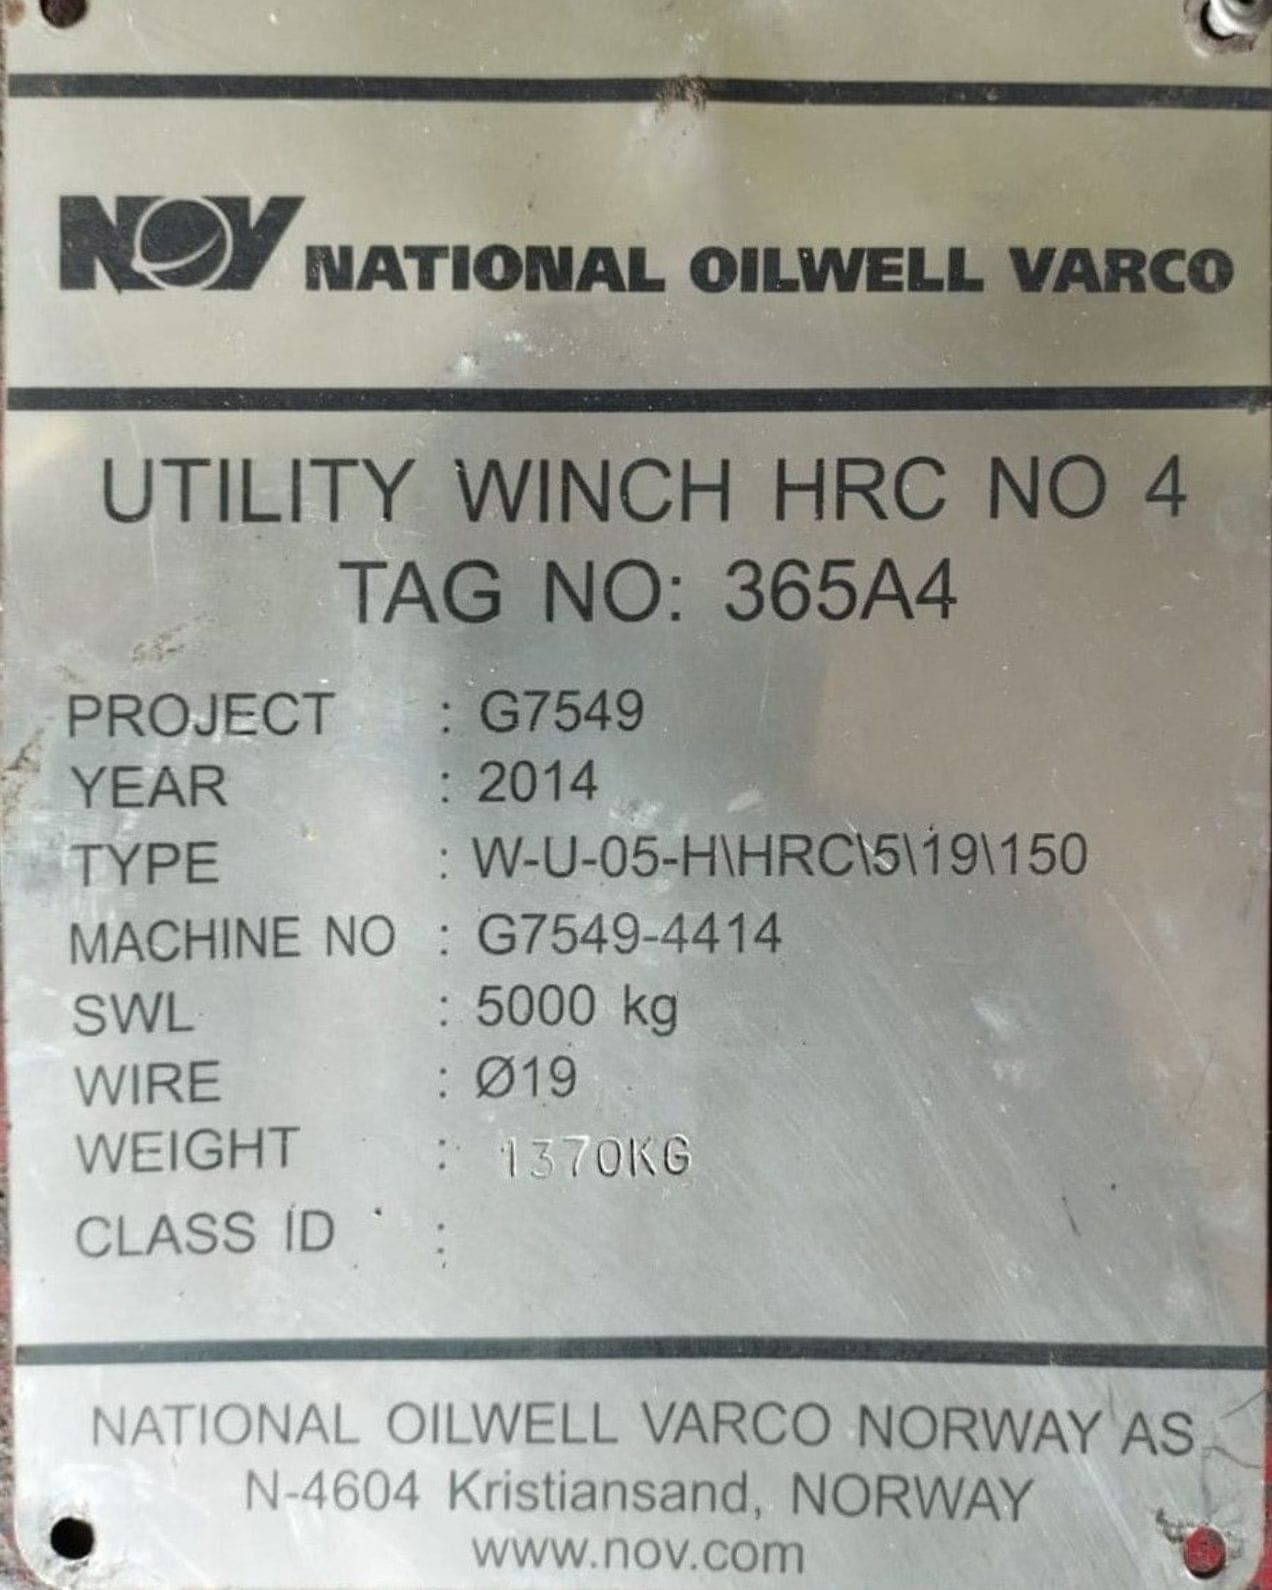 NOV NATIONAL OILWELL VARCO
UTILITY WINCH HRC NO 4
TAG NO: 365A4
PROJECT : G7549
YEAR : 2014
TYPE : W-U-05-H\HRC\5\19\150
MACHINE NO : G7549-4414
SWL : 5000 kg
WIRE : Ø19
WEIGHT : 1370KG
CLASS ID :
NATIONAL OILWELL VARCO NORWAY AS
N-4604 Kristiansand, NORWAY
www.nov.com